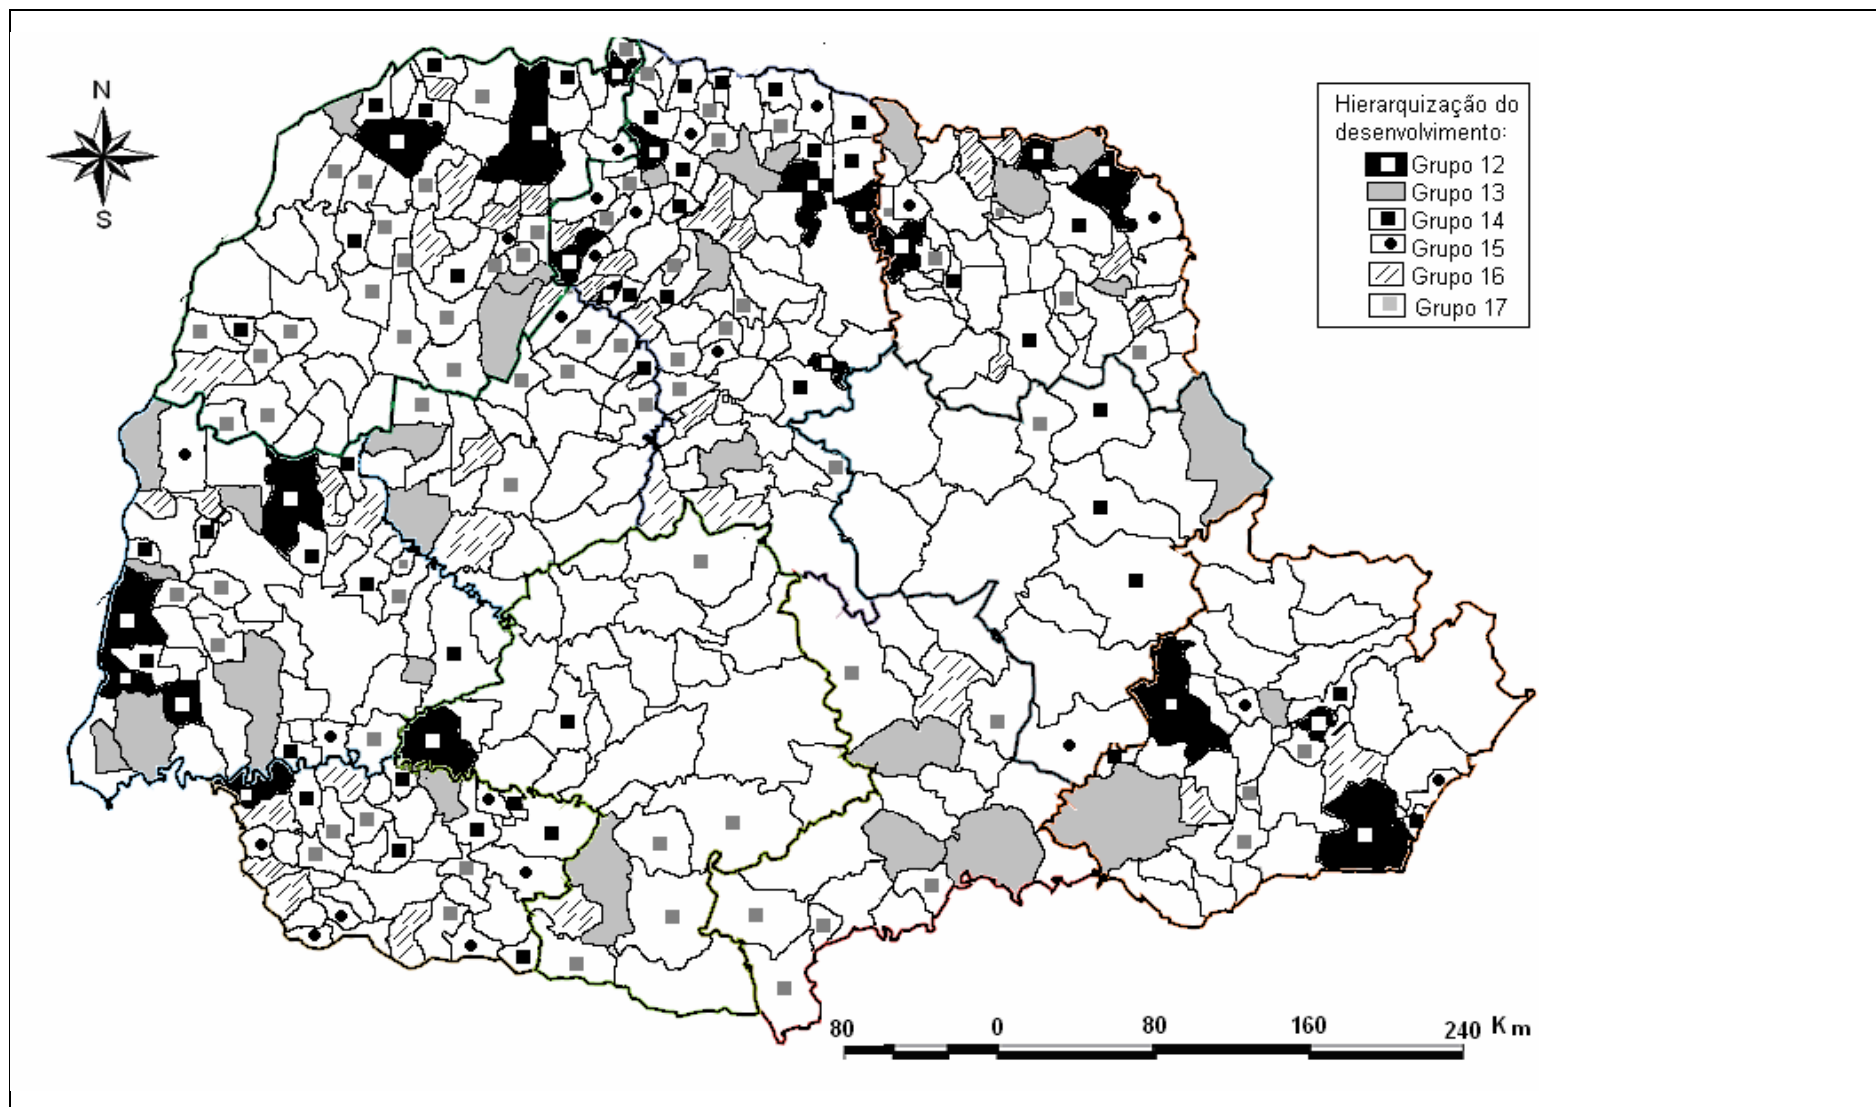 N
S
Hierarquização do
desenvolvimento:
Grupo 12
Grupo 13
Grupo 14
Grupo 15
Grupo 16
Grupo 17
80 0 80 160 240 Km